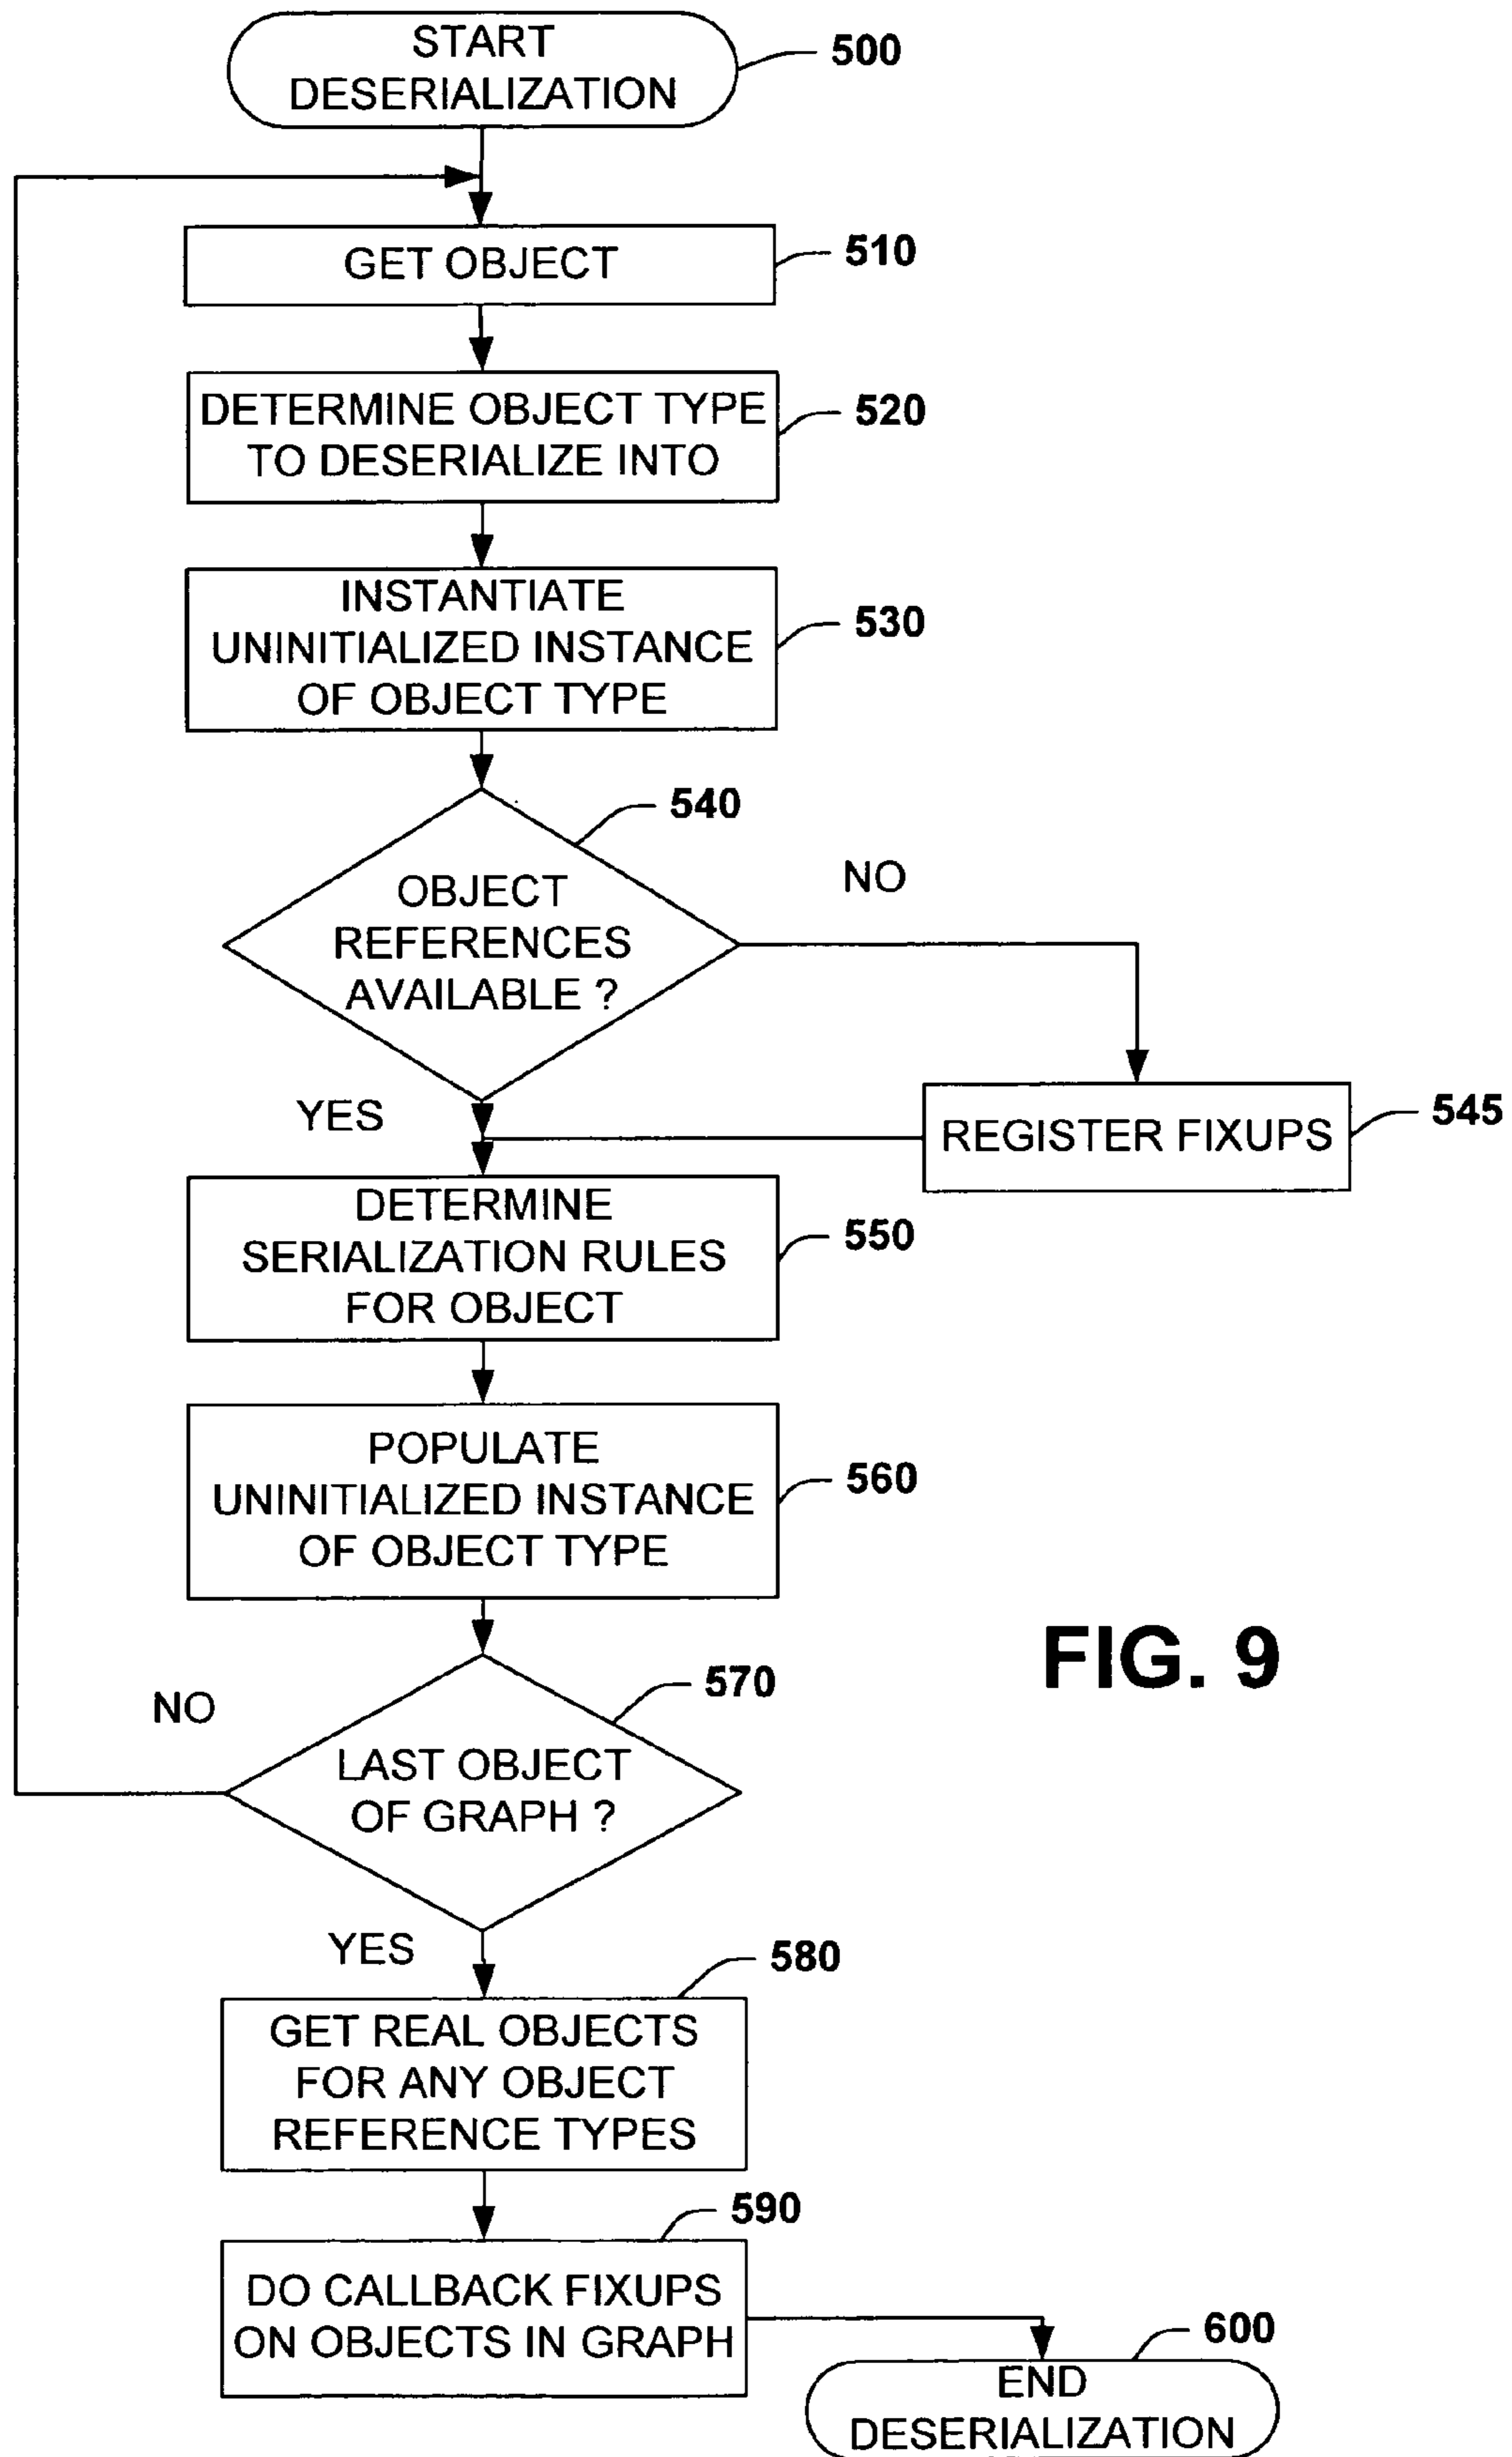 START
DESERIALIZATION
500
GET OBJECT
510
DETERMINE OBJECT TYPE
TO DESERIALIZE INTO
520
INSTANTIATE
UNINITIALIZED INSTANCE
OF OBJECT TYPE
530
540
OBJECT
REFERENCES
AVAILABLE ?
NO
YES
REGISTER FIXUPS
545
DETERMINE
SERIALIZATION RULES
FOR OBJECT
550
POPULATE
UNINITIALIZED INSTANCE
OF OBJECT TYPE
560
FIG. 9
570
NO
LAST OBJECT
OF GRAPH ?
YES
580
GET REAL OBJECTS
FOR ANY OBJECT
REFERENCE TYPES
590
DO CALLBACK FIXUPS
ON OBJECTS IN GRAPH
600
END
DESERIALIZATION